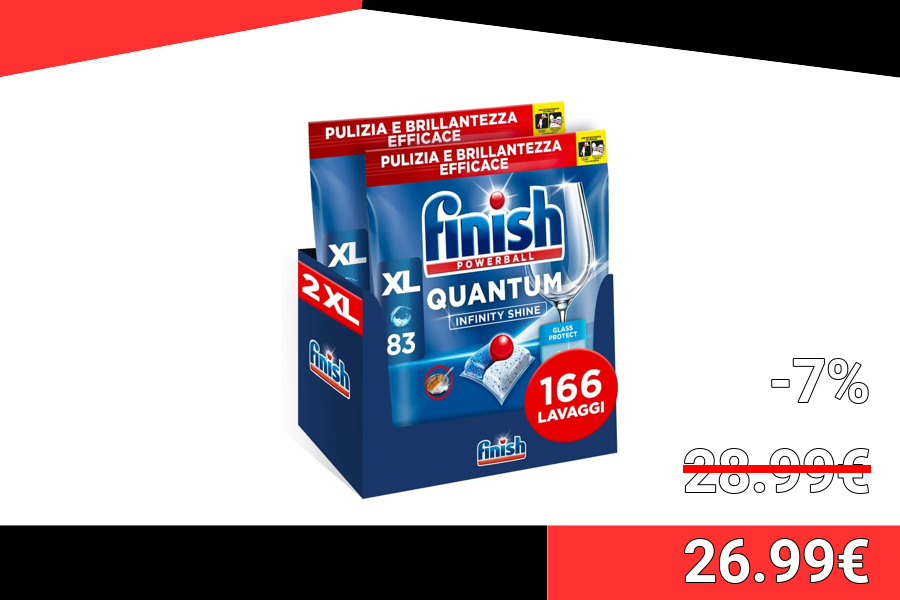 PULIZIA E BRILLANTEZZA
EFFICACE
PULIZIA E BRILLANTEZZA
EFFICACE
finish
POWERBALL
XL
XL
QUANTUM
INFINITY SHINE
2 XL
83
GLASS
PROTECT
finish
166
LAVAGGI
finish
-7%
28.99€
26.99€